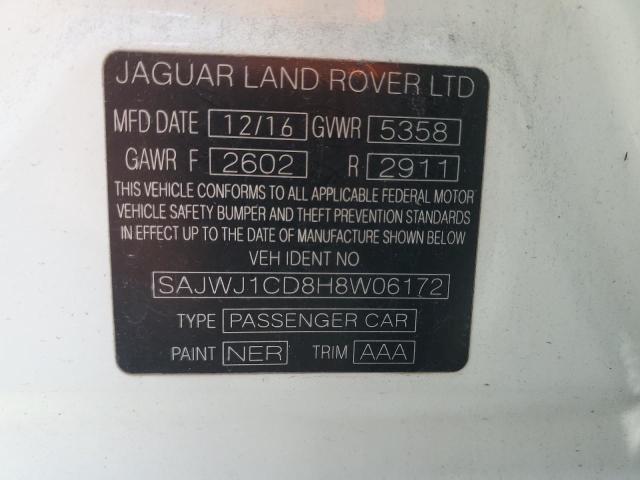 JAGUAR LAND ROVER LTD
MFD DATE 12/16 GVWR 5358
GAWR F 2602 R 2911
THIS VEHICLE CONFORMS TO ALL APPLICABLE FEDERAL MOTOR
VEHICLE SAFETY BUMPER AND THEFT PREVENTION STANDARDS
IN EFFECT UP TO THE DATE OF MANUFACTURE SHOWN BELOW
VEH IDENT NO
SAJWJ1CD8H8W06172
TYPE PASSENGER CAR
PAINT NER TRIM AAA